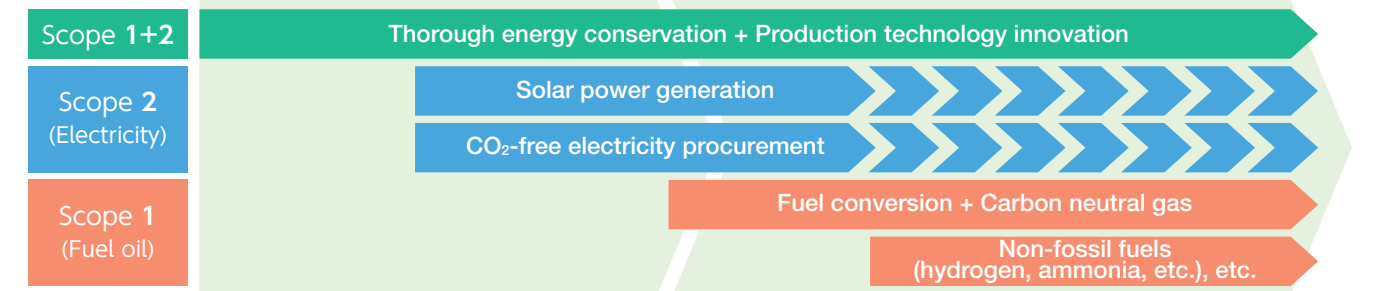 Scope 1+2
Thorough energy conservation + Production technology innovation
Scope 2
(Electricity)
Solar power generation
CO₂-free electricity procurement
Scope 1
(Fuel oil)
Fuel conversion + Carbon neutral gas
Non-fossil fuels
(hydrogen, ammonia, etc.), etc.